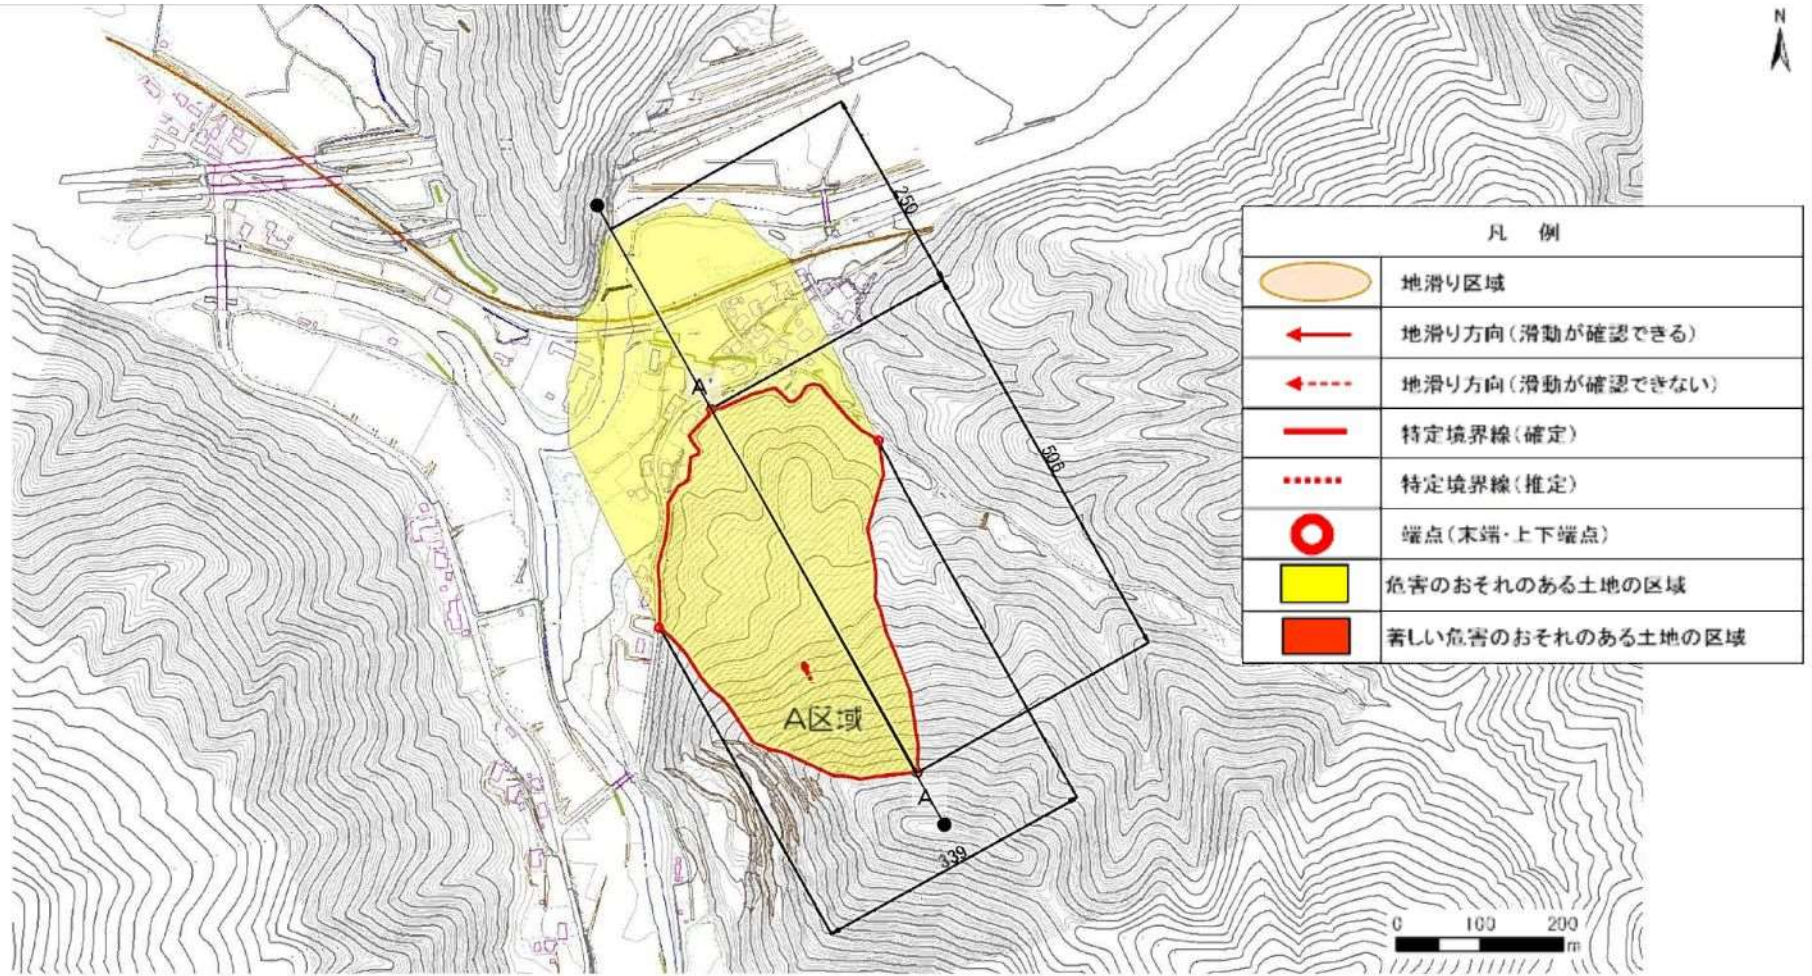 N
250
凡 例
地滑り区域
地滑り方向(滑動が確認できる)
地滑り方向(滑動が確認できない)
特定境界線(確定)
特定境界線(推定)
端点(末端・上下端点)
危害のおそれのある土地の区域
著しい危害のおそれのある土地の区域
A'
506
A区域
A
339
0 100 200
m